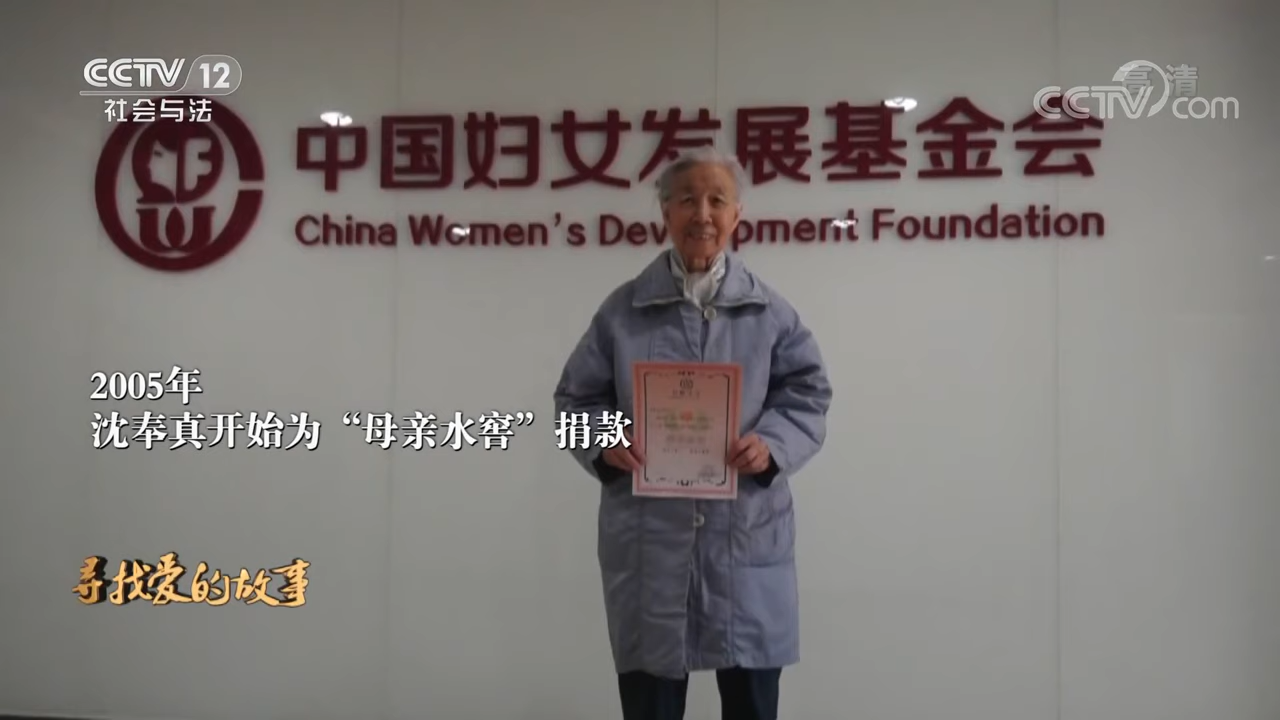 CCTV 12
社会与法
高清
CCTV.com
中国妇女发展基金会
China Women's Development Foundation
2005年
沈奉真开始为“母亲水窖”捐款
寻找爱的故事